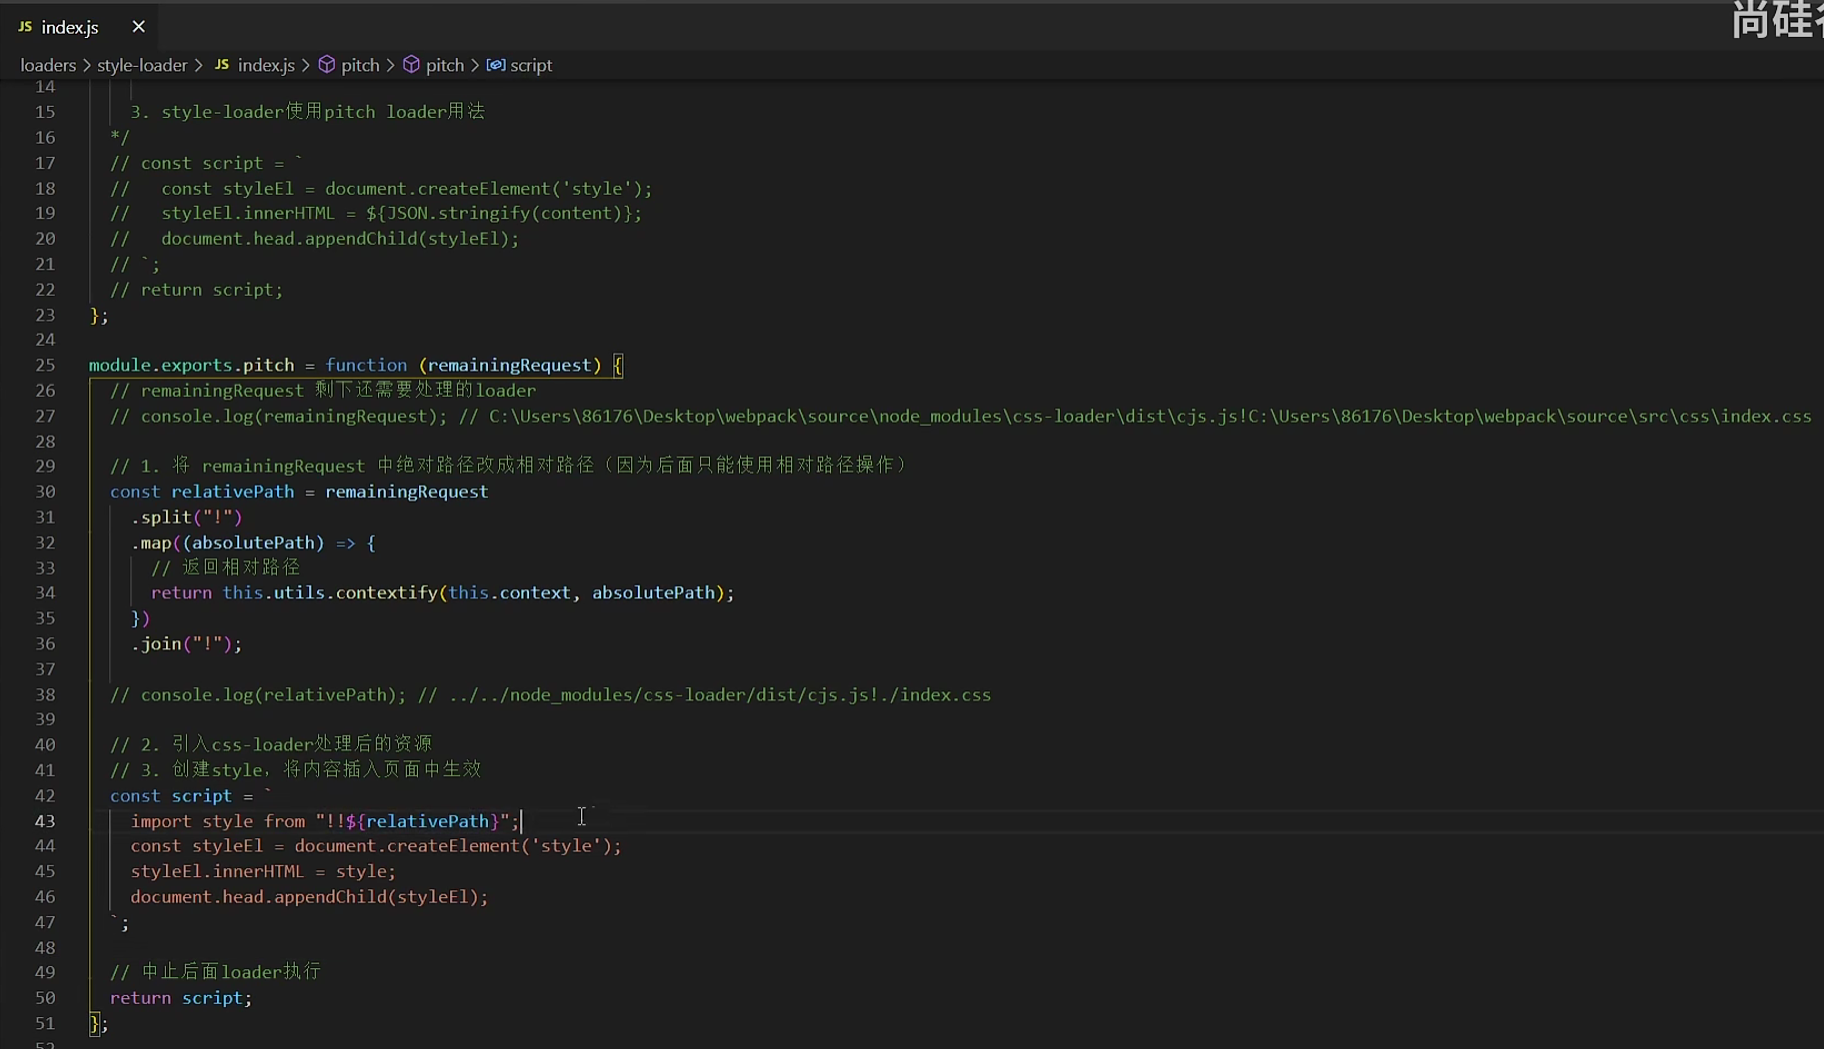 JS index.js ×
尚硅谷
loaders > style-loader > JS index.js > pitch > pitch > script
14
15 3. style-loader使用pitch loader用法
16 */
17 // const script = `
18 //   const styleEl = document.createElement('style');
19 //   styleEl.innerHTML = ${JSON.stringify(content)};
20 //   document.head.appendChild(styleEl);
21 // `;
22 // return script;
23 };
24
25 module.exports.pitch = function (remainingRequest) {
26 // remainingRequest 剩下还需要处理的loader
27 // console.log(remainingRequest); // C:\Users\86176\Desktop\webpack\source\node_modules\css-loader\dist\cjs.js!C:\Users\86176\Desktop\webpack\source\src\css\index.css
28
29 // 1. 将 remainingRequest 中绝对路径改成相对路径（因为后面只能使用相对路径操作）
30 const relativePath = remainingRequest
31 .split("!")
32 .map((absolutePath) => {
33 // 返回相对路径
34 return this.utils.contextify(this.context, absolutePath);
35 })
36 .join("!");
37
38 // console.log(relativePath); // ../../node_modules/css-loader/dist/cjs.js!./index.css
39
40 // 2. 引入css-loader处理后的资源
41 // 3. 创建style，将内容插入页面中生效
42 const script = `
43 import style from "!!${relativePath}";
44 const styleEl = document.createElement('style');
45 styleEl.innerHTML = style;
46 document.head.appendChild(styleEl);
47 `;
48
49 // 中止后面loader执行
50 return script;
51 };
52